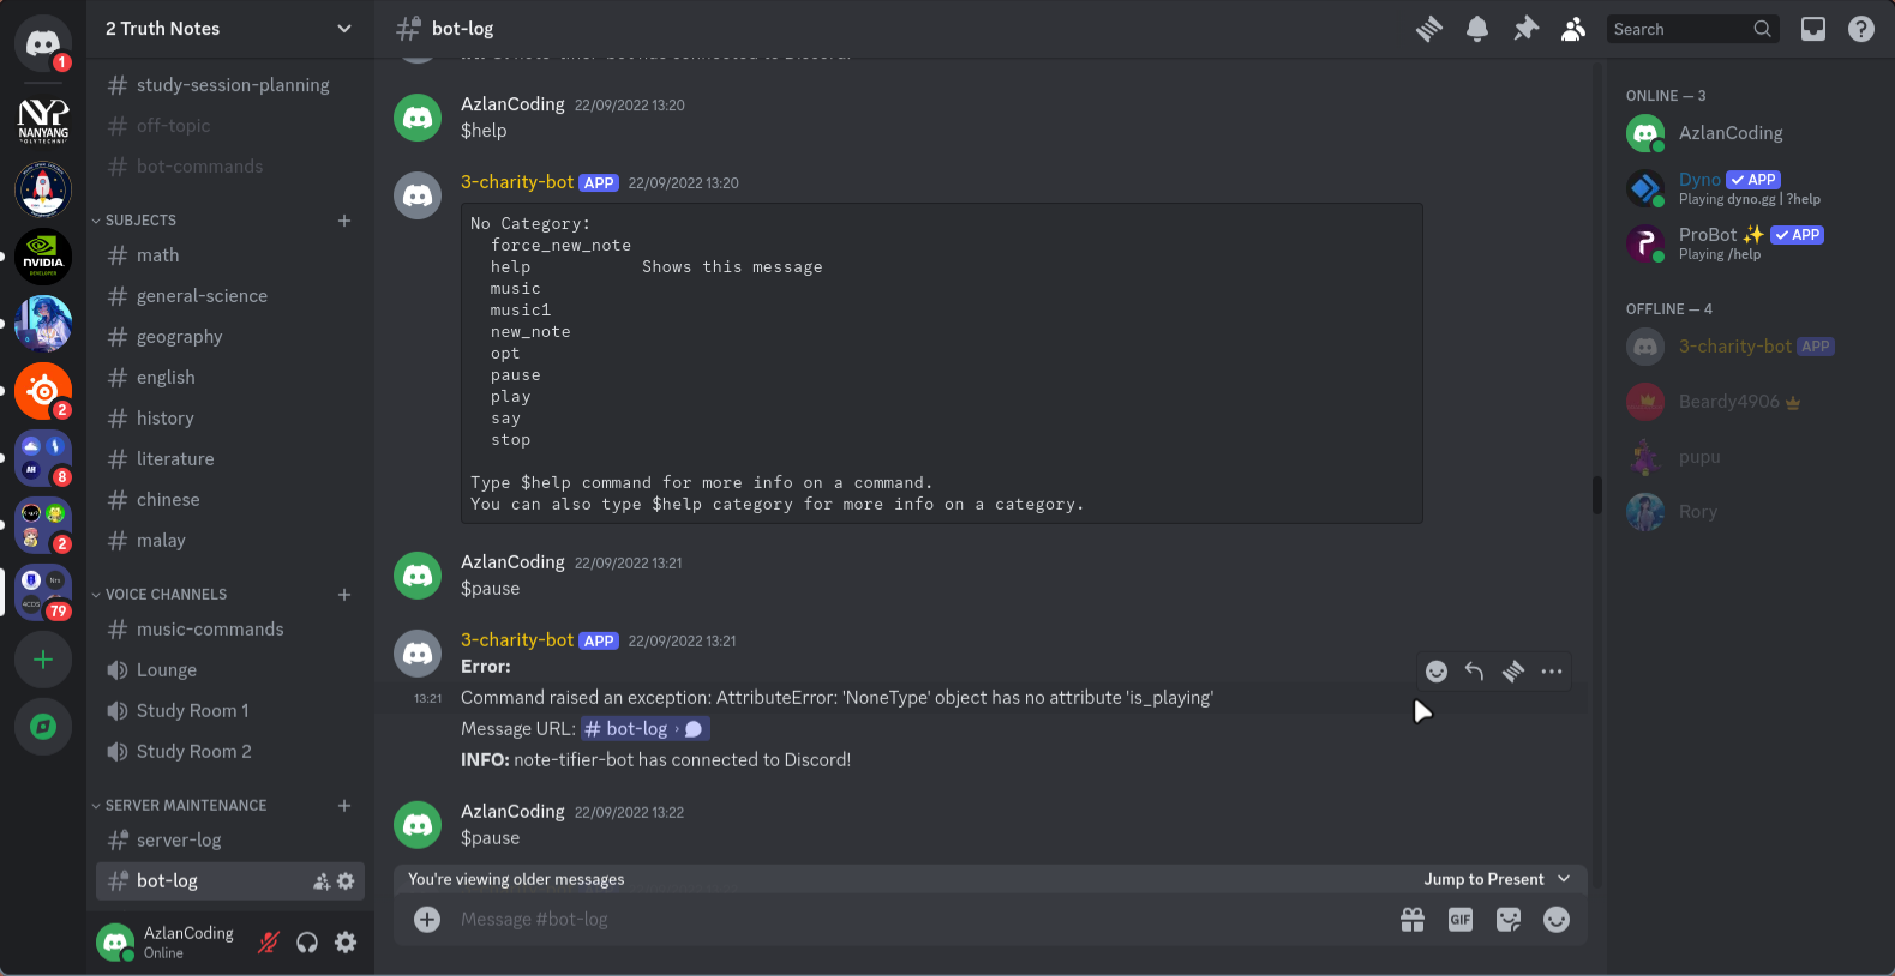 1
NYP
NANYANG
POLYTECHNIC
NVIDIA.
DEVELOPER
2
8
2
79
2 Truth Notes
study-session-planning
off-topic
bot-commands
SUBJECTS
math
general-science
geography
english
history
literature
chinese
malay
VOICE CHANNELS
music-commands
Lounge
Study Room 1
Study Room 2
SERVER MAINTENANCE
server-log
bot-log
AzlanCoding
Online
bot-log
Search
AzlanCoding 22/09/2022 13:20
$help
3-charity-bot APP 22/09/2022 13:20
No Category:
force_new_note
help Shows this message
music
music1
new_note
opt
pause
play
say
stop
Type $help command for more info on a command.
You can also type $help category for more info on a category.
AzlanCoding 22/09/2022 13:21
$pause
3-charity-bot APP 22/09/2022 13:21
Error:
13:21 Command raised an exception: AttributeError: 'NoneType' object has no attribute 'is_playing'
Message URL: # bot-log ›
INFO: note-tifier-bot has connected to Discord!
AzlanCoding 22/09/2022 13:22
$pause
You're viewing older messages Jump to Present
Message #bot-log
GIF
ONLINE — 3
AzlanCoding
Dyno ✓ APP
Playing dyno.gg | ?help
ProBot ✨ ✓ APP
Playing /help
OFFLINE — 4
3-charity-bot APP
Beardy4906
pupu
Rory